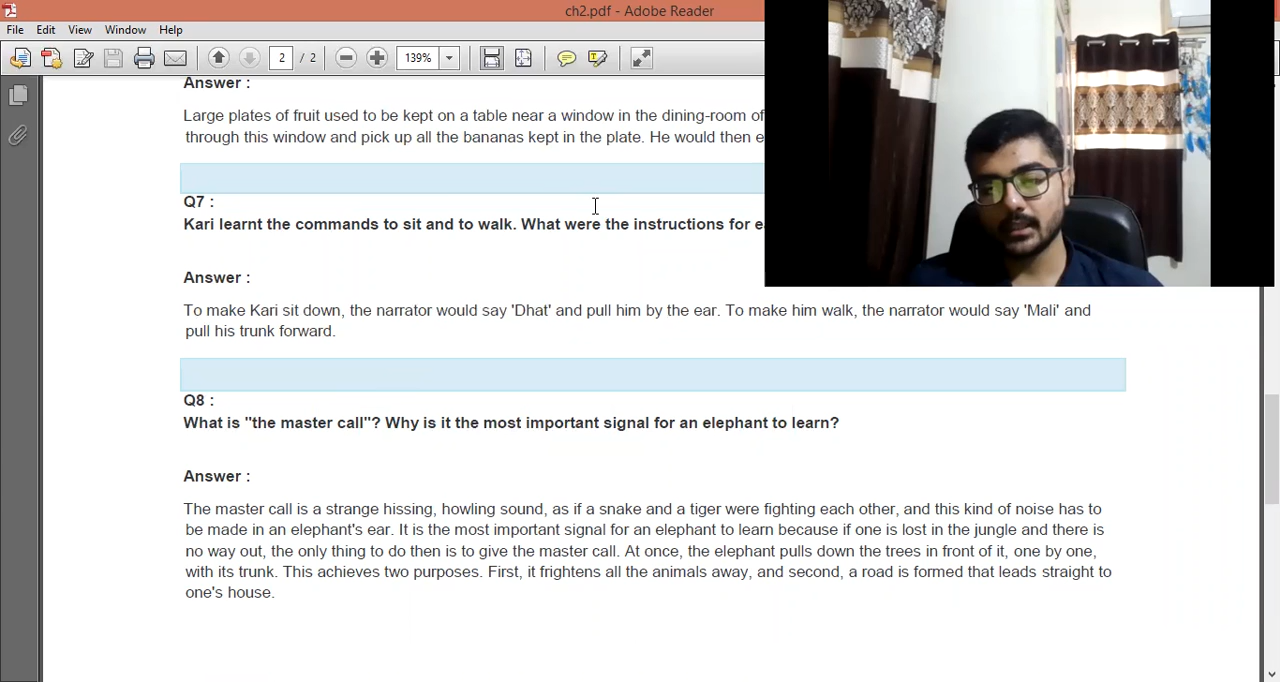 ch2.pdf - Adobe Reader
File Edit View Window Help
2 / 2 139%
Answer :
Large plates of fruit used to be kept on a table near a window in the dining-room of
through this window and pick up all the bananas kept in the plate. He would then e
Q7 :
Kari learnt the commands to sit and to walk. What were the instructions for e
Answer :
To make Kari sit down, the narrator would say 'Dhat' and pull him by the ear. To make him walk, the narrator would say 'Mali' and
pull his trunk forward.
Q8 :
What is "the master call"? Why is it the most important signal for an elephant to learn?
Answer :
The master call is a strange hissing, howling sound, as if a snake and a tiger were fighting each other, and this kind of noise has to
be made in an elephant's ear. It is the most important signal for an elephant to learn because if one is lost in the jungle and there is
no way out, the only thing to do then is to give the master call. At once, the elephant pulls down the trees in front of it, one by one,
with its trunk. This achieves two purposes. First, it frightens all the animals away, and second, a road is formed that leads straight to
one's house.